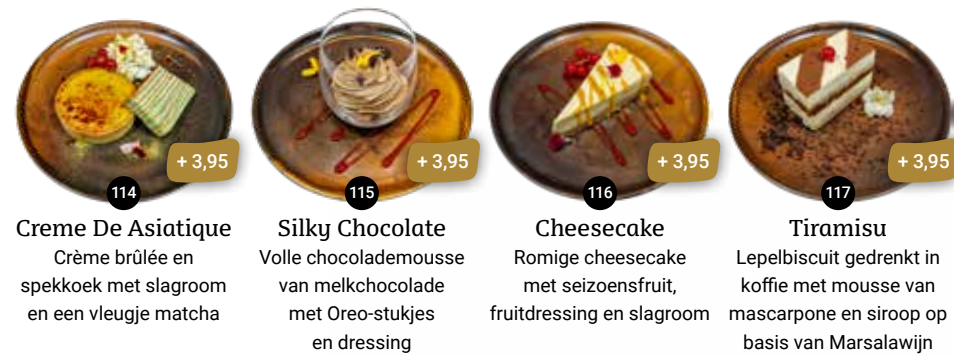 + 3,95
114
Creme De Asiatique
Crème brûlée en
spekkoek met slagroom
en een vleugje matcha
+ 3,95
115
Silky Chocolate
Volle chocolademousse
van melkchocolade
met Oreo-stukjes
en dressing
+ 3,95
116
Cheesecake
Romige cheesecake
met seizoensfruit,
fruitdressing en slagroom
+ 3,95
117
Tiramisu
Lepelbiscuit gedrenkt in
koffie met mousse van
mascarpone en siroop op
basis van Marsalawijn